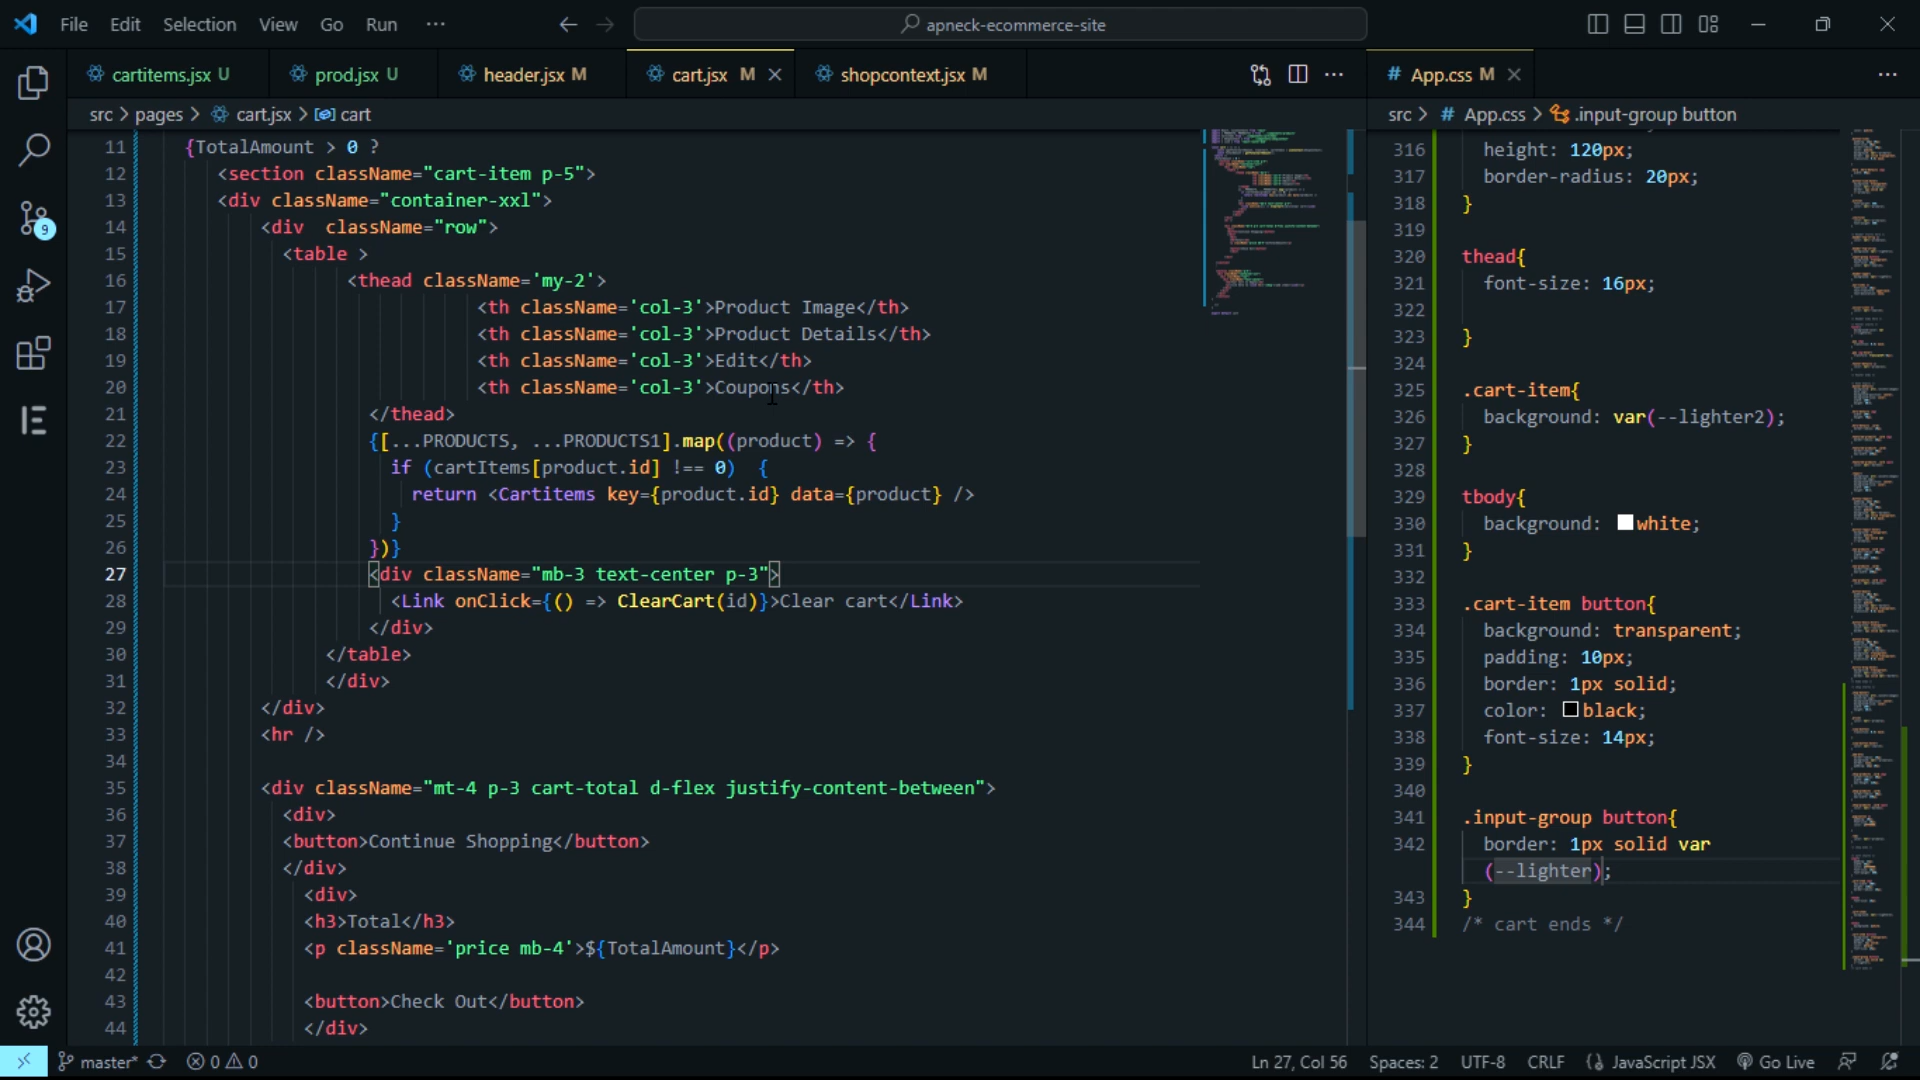 File Edit Selection View Go Run ···
apneck-ecommerce-site
cartitems.jsx U
prod.jsx U
header.jsx M
cart.jsx M
shopcontext.jsx M
src > pages > cart.jsx > cart
11 {TotalAmount > 0 ?
12 <section className="cart-item p-5">
13 <div className="container-xxl">
14 <div  className="row">
15 <table >
16 <thead className='my-2'>
17 <th className='col-3'>Product Image</th>
18 <th className='col-3'>Product Details</th>
19 <th className='col-3'>Edit</th>
20 <th className='col-3'>Coupons</th>
21 </thead>
22 {[...PRODUCTS, ...PRODUCTS1].map((product) => {
23 if (cartItems[product.id] !== 0)  {
24 return <Cartitems key={product.id} data={product} />
25 }
26 })}
27 <div className="mb-3 text-center p-3">
28 <Link onClick={() => ClearCart(id)}>Clear cart</Link>
29 </div>
30 </table>
31 </div>
32 </div>
33 <hr />
34
35 <div className="mt-4 p-3 cart-total d-flex justify-content-between">
36 <div>
37 <button>Continue Shopping</button>
38 </div>
39 <div>
40 <h3>Total</h3>
41 <p className='price mb-4'>${TotalAmount}</p>
42
43 <button>Check Out</button>
44 </div>
# App.css M
src > # App.css > .input-group button
316 height: 120px;
317 border-radius: 20px;
318 }
319
320 thead{
321 font-size: 16px;
322
323 }
324
325 .cart-item{
326 background: var(--lighter2);
327 }
328
329 tbody{
330 background: white;
331 }
332
333 .cart-item button{
334 background: transparent;
335 padding: 10px;
336 border: 1px solid;
337 color: black;
338 font-size: 14px;
339 }
340
341 .input-group button{
342 border: 1px solid var
(--lighter);
343 }
344 /* cart ends */
9
master* 0 0
Ln 27, Col 56 Spaces: 2 UTF-8 CRLF JavaScript JSX Go Live